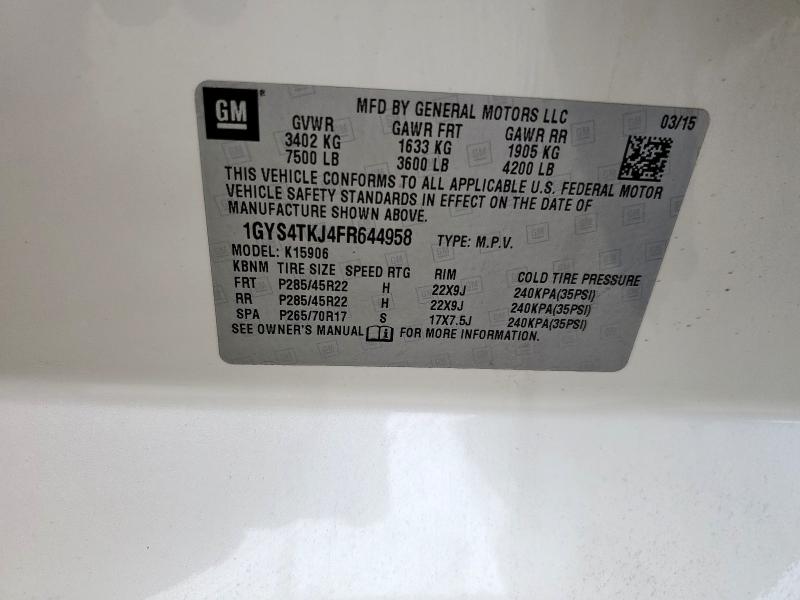 GM
MFD BY GENERAL MOTORS LLC
03/15
GVWR GAWR FRT GAWR RR
3402 KG 1633 KG 1905 KG
7500 LB 3600 LB 4200 LB
THIS VEHICLE CONFORMS TO ALL APPLICABLE U.S. FEDERAL MOTOR
VEHICLE SAFETY STANDARDS IN EFFECT ON THE DATE OF
MANUFACTURE SHOWN ABOVE.
1GYS4TKJ4FR644958 TYPE: M.P.V.
MODEL: K15906
KBNM TIRE SIZE SPEED RTG RIM COLD TIRE PRESSURE
FRT P285/45R22 H 22X9J 240KPA(35PSI)
RR P285/45R22 H 22X9J 240KPA(35PSI)
SPA P265/70R17 S 17X7.5J 240KPA(35PSI)
SEE OWNER'S MANUAL FOR MORE INFORMATION.